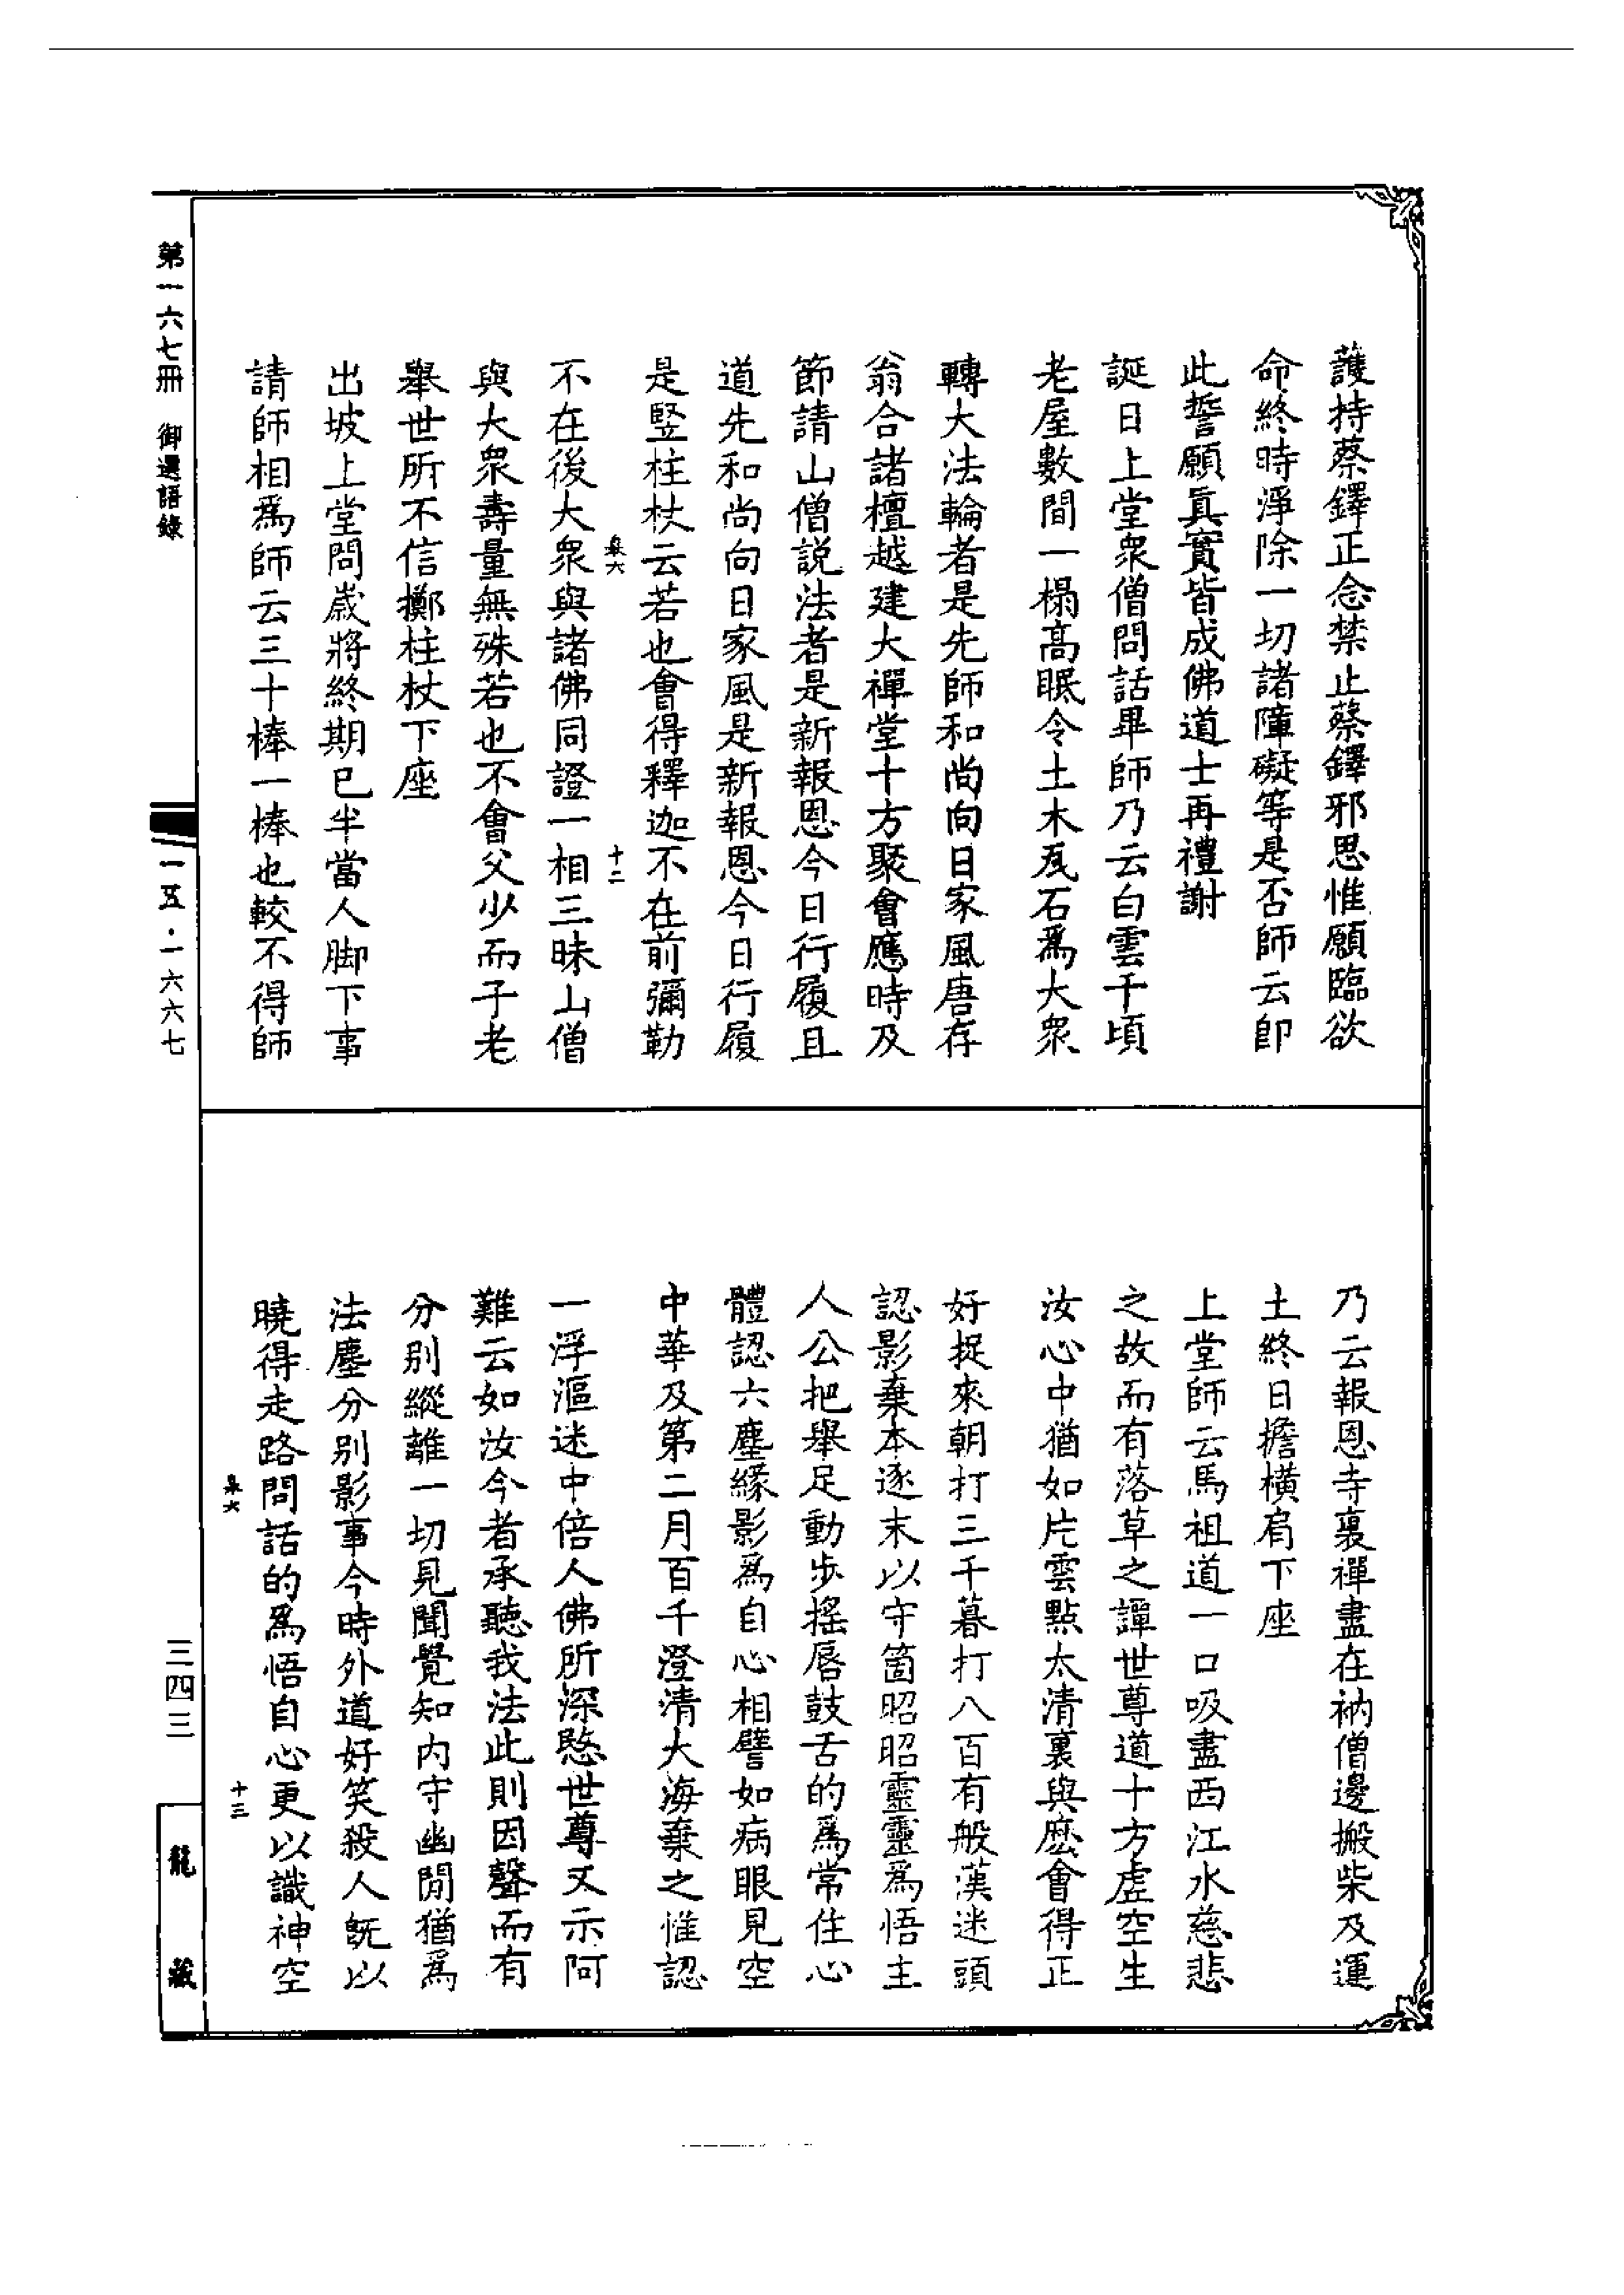 護持蔡鐸正念禁止蔡鐸邪思惟願臨欲
命終時淨除一切諸障礙等是否師云卽
此誓願眞實皆成佛道士再禮謝
誕日上堂衆僧問話畢師乃云白雲千頃
老屋數間一榻高眠令土木瓦石爲大衆
轉大法輪者是先師和尚向日家風唐存
翁合諸檀越建大禪堂十方聚會應時及
節請山僧説法者是新報恩今日行履且
道先和尚向日家風是新報恩今日行履
是竪柱杖云若也會得釋迦不在前彌勒
皋六 十二
不在後大衆與諸佛同證一相三昧山僧
與大衆壽量無殊若也不會父少而子老
舉世所不信擲柱杖下座
出坡上堂問嵗將終期已半當人脚下事
請師相爲師云三十棒一棒也較不得師
乃云報恩寺裏禪盡在衲僧邊搬柴及運
土終日擔橫肩下座
上堂師云馬祖道一口吸盡西江水慈悲
之故而有落草之譚世尊道十方虛空生
汝心中猶如片雲點太清裏與麽會得正
好捉來朝打三千暮打八百有般漢迷頭
認影棄本逐末以守箇昭昭靈靈爲悟主
人公把舉足動步搖唇鼓舌的爲常住心
體認六塵緣影爲自心相譬如病眼見空
中華及第二月百千澄清大海棄之惟認
一浮漚迷中倍人佛所深愍世尊又示阿
難云如汝今者承聽我法此則因聲而有
分別縱離一切見聞覺知內守幽閒猶爲
法塵分別影事今時外道好笑殺人旣以
曉得走路問話的爲悟自心更以識神空
皋六 十三
第一六七冊 御選語錄
一五·一六六七
三四三
龍藏